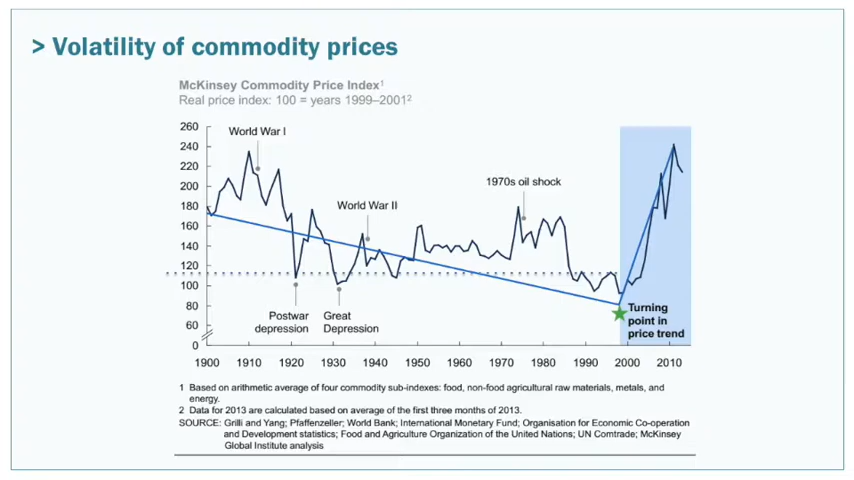 > Volatility of commodity prices
McKinsey Commodity Price Index¹
Real price index: 100 = years 1999–2001²
260
240
220
200
180
160
140
120
100
80
60
0
World War I
World War II
1970s oil shock
Postwar
depression
Great
Depression
Turning
point in
price trend
1900 1910 1920 1930 1940 1950 1960 1970 1980 1990 2000 2010
1 Based on arithmetic average of four commodity sub-indexes: food, non-food agricultural raw materials, metals, and
energy.
2 Data for 2013 are calculated based on average of the first three months of 2013.
SOURCE: Grilli and Yang; Pfaffenzeller; World Bank; International Monetary Fund; Organisation for Economic Co-operation
and Development statistics; Food and Agriculture Organization of the United Nations; UN Comtrade; McKinsey
Global Institute analysis